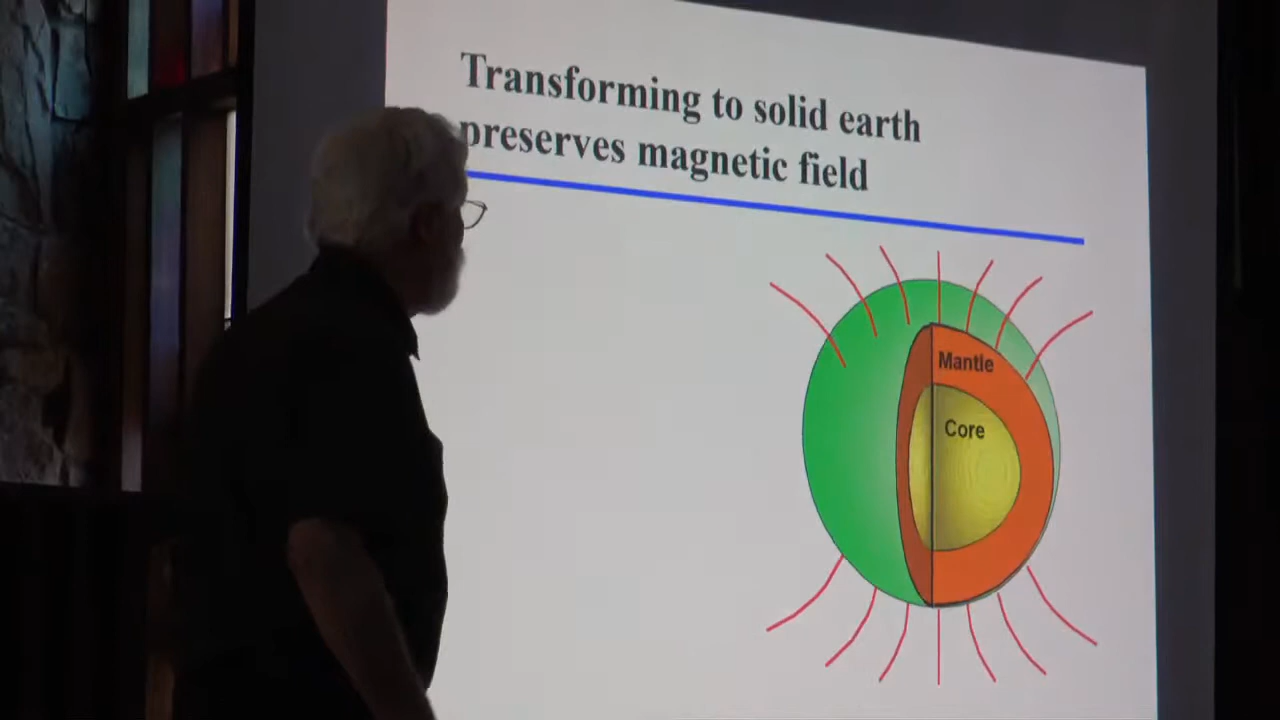 Transforming to solid earth
preserves magnetic field
Mantle
Core